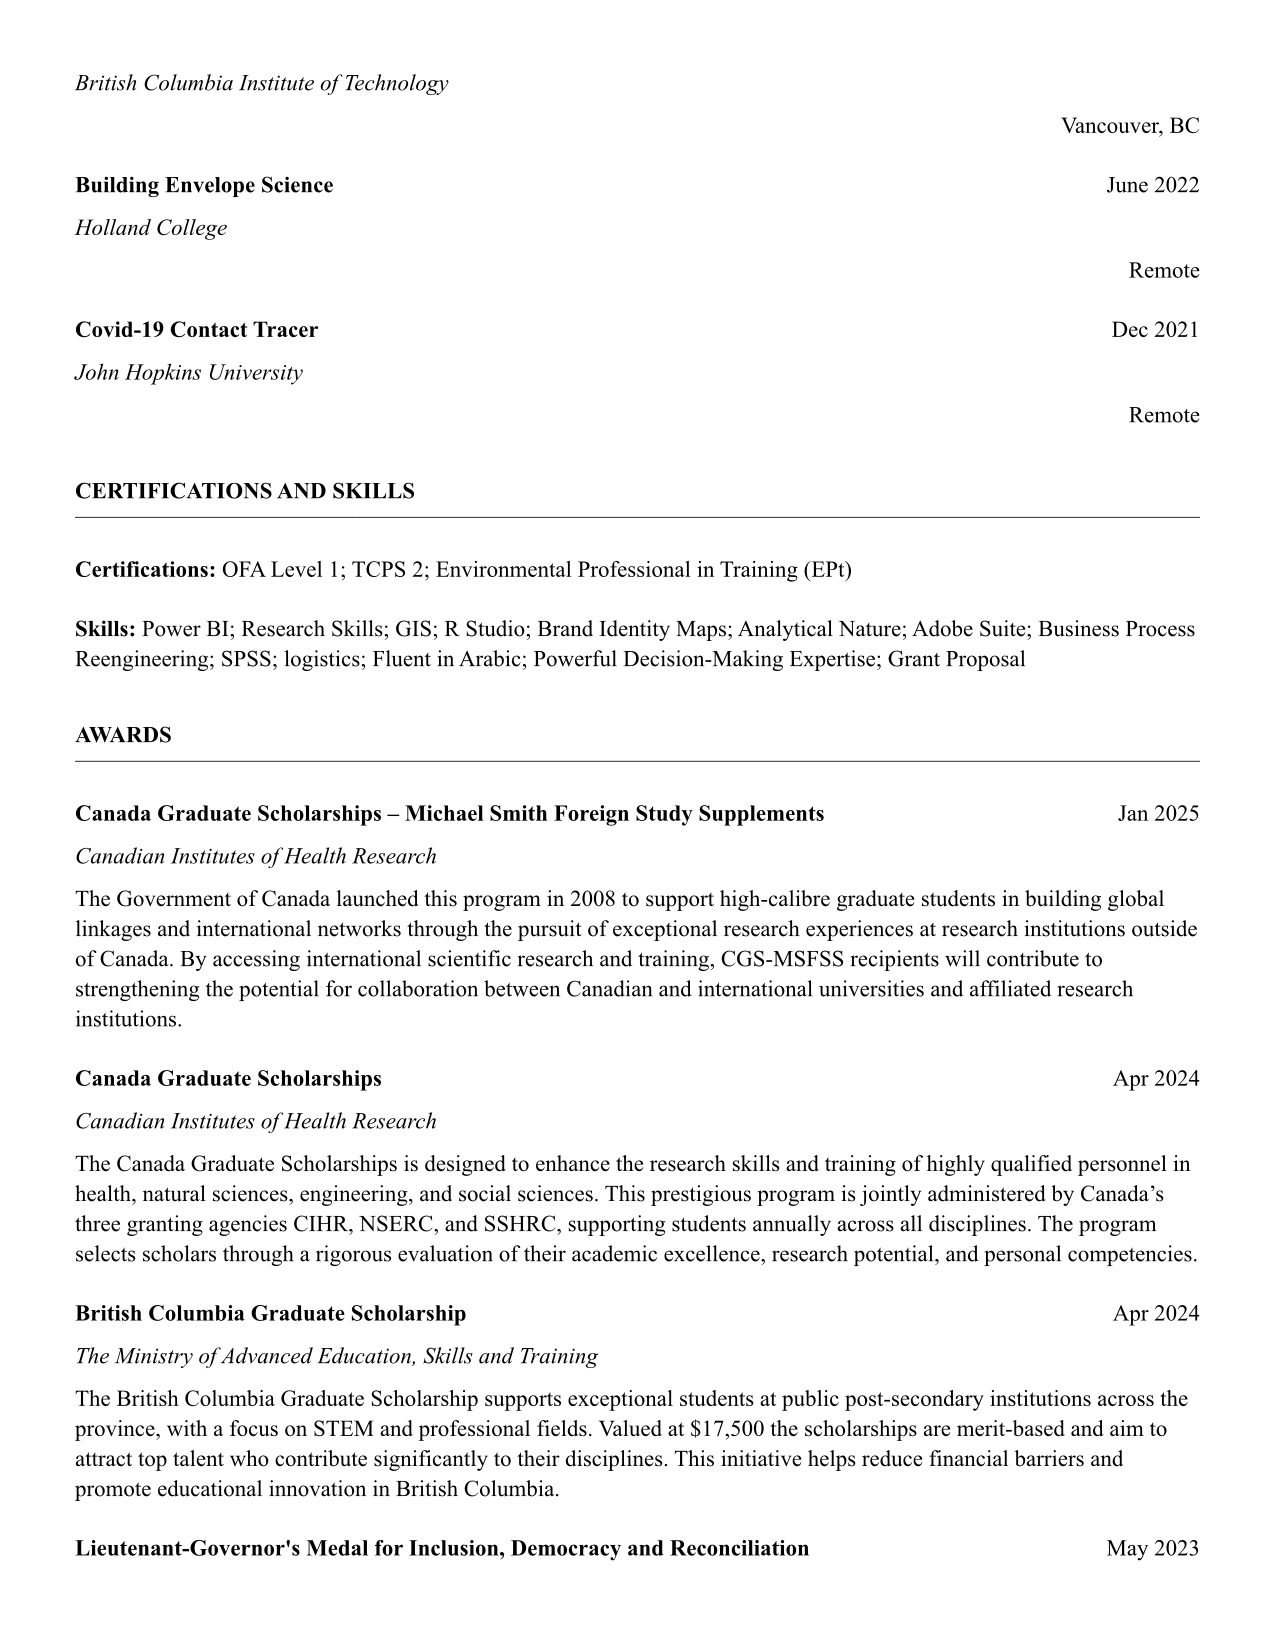 British Columbia Institute of Technology
Vancouver, BC
Building Envelope Science June 2022
Holland College
Remote
Covid-19 Contact Tracer Dec 2021
John Hopkins University
Remote
CERTIFICATIONS AND SKILLS
Certifications: OFA Level 1; TCPS 2; Environmental Professional in Training (EPt)
Skills: Power BI; Research Skills; GIS; R Studio; Brand Identity Maps; Analytical Nature; Adobe Suite; Business Process
Reengineering; SPSS; logistics; Fluent in Arabic; Powerful Decision-Making Expertise; Grant Proposal
AWARDS
Canada Graduate Scholarships – Michael Smith Foreign Study Supplements Jan 2025
Canadian Institutes of Health Research
The Government of Canada launched this program in 2008 to support high-calibre graduate students in building global
linkages and international networks through the pursuit of exceptional research experiences at research institutions outside
of Canada. By accessing international scientific research and training, CGS-MSFSS recipients will contribute to
strengthening the potential for collaboration between Canadian and international universities and affiliated research
institutions.
Canada Graduate Scholarships Apr 2024
Canadian Institutes of Health Research
The Canada Graduate Scholarships is designed to enhance the research skills and training of highly qualified personnel in
health, natural sciences, engineering, and social sciences. This prestigious program is jointly administered by Canada’s
three granting agencies CIHR, NSERC, and SSHRC, supporting students annually across all disciplines. The program
selects scholars through a rigorous evaluation of their academic excellence, research potential, and personal competencies.
British Columbia Graduate Scholarship Apr 2024
The Ministry of Advanced Education, Skills and Training
The British Columbia Graduate Scholarship supports exceptional students at public post-secondary institutions across the
province, with a focus on STEM and professional fields. Valued at $17,500 the scholarships are merit-based and aim to
attract top talent who contribute significantly to their disciplines. This initiative helps reduce financial barriers and
promote educational innovation in British Columbia.
Lieutenant-Governor's Medal for Inclusion, Democracy and Reconciliation May 2023